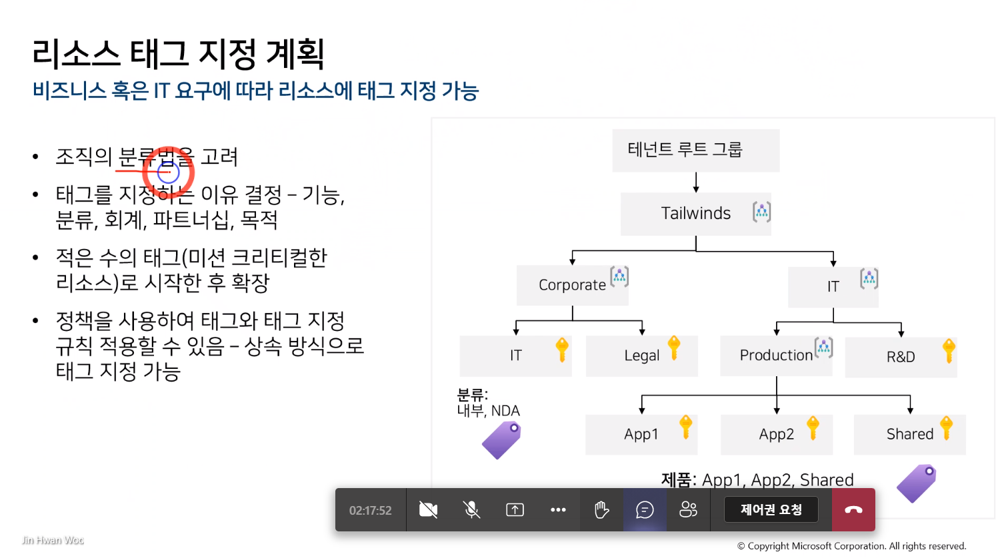 리소스 태그 지정 계획
비즈니스 혹은 IT 요구에 따라 리소스에 태그 지정 가능
• 조직의 분류법을 고려
• 태그를 지정하는 이유 결정 – 기능,
분류, 회계, 파트너십, 목적
• 적은 수의 태그(미션 크리티컬한
리소스)로 시작한 후 확장
• 정책을 사용하여 태그와 태그 지정
규칙 적용할 수 있음 – 상속 방식으로
태그 지정 가능
테넌트 루트 그룹
Tailwinds
Corporate
IT
IT
Legal
Production
R&D
분류:
내부, NDA
App1
App2
Shared
제품: App1, App2, Shared
02:17:52
제어권 요청
Jin Hwan Woo
© Copyright Microsoft Corporation. All rights reserved.